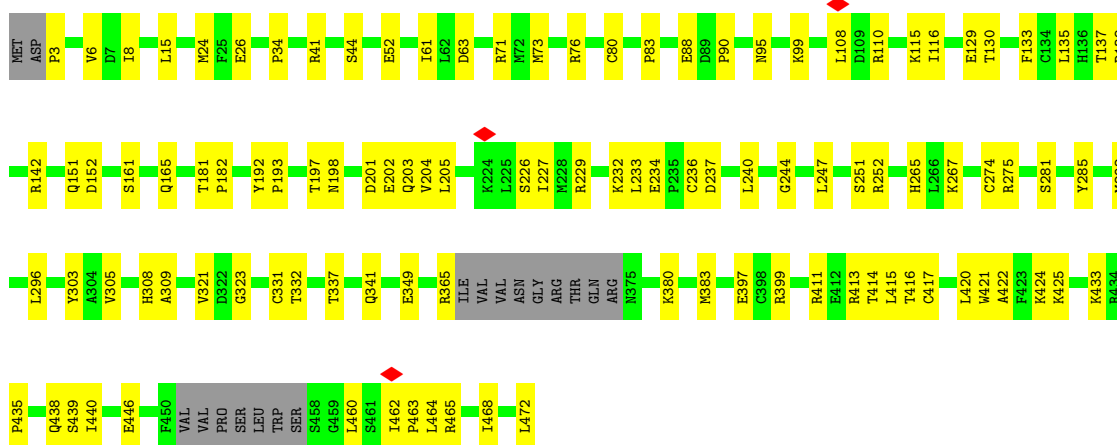 MET ASP P3 V6 D7 I8 L15 M24 F25 E26 P34 R41 S44 E52 I61 L62 D63 R71 M72 M73 R76 C80 P83 E88 D89 P90 N95 K99 L108 D109 R110 K115 I116 E129 T130 F133 C134 L135 H136 T137
R142 Q151 D152 S161 Q165 T181 P182 Y192 P193 T197 N198 D201 E202 Q203 V204 L205 K224 L225 S226 I227 M228 R229 K232 L233 E234 P235 C236 D237 L240 G244 L247 S251 R252 H265 L266 K267 C274 R275 S281 Y285
L296 Y303 A304 V305 H308 A309 V321 D322 G323 C331 T332 T337 Q341 E349 R365 ILE VAL VAL ASN GLY ARG THR GLN ARG N375 K380 M383 E397 C398 R399 R411 E412 R413 T414 L415 T416 C417 L420 W421 A422 F423 K424 K425 K433 R434
P435 Q438 S439 I440 E446 F450 VAL VAL PRO SER LEU TRP SER S458 G459 L460 S461 I462 P463 L464 R465 I468 L472